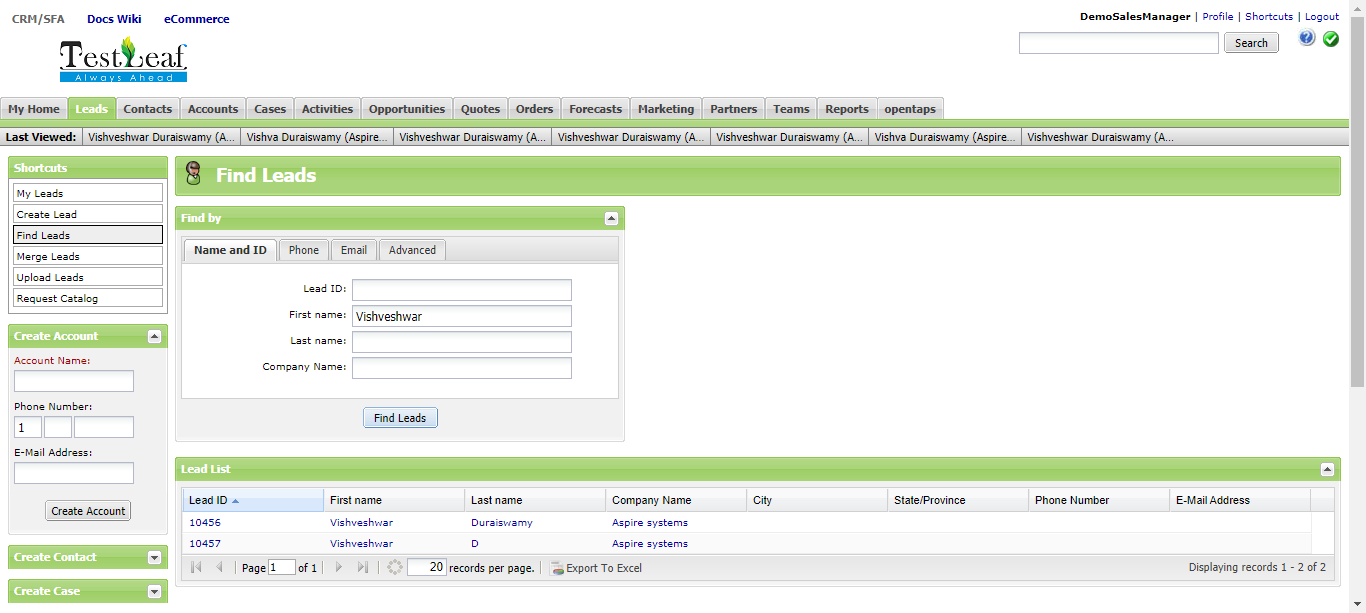 CRM/SFA Docs Wiki eCommerce
DemoSalesManager | Profile | Shortcuts | Logout
TestLeaf
Always Ahead
Search
?
My Home Leads Contacts Accounts Cases Activities Opportunities Quotes Orders Forecasts Marketing Partners Teams Reports opentaps
Last Viewed: Vishveshwar Duraiswamy (A... Vishva Duraiswamy (Aspire... Vishveshwar Duraiswamy (A... Vishveshwar Duraiswamy (A... Vishveshwar Duraiswamy (A... Vishva Duraiswamy (Aspire... Vishveshwar Duraiswamy (A...
Shortcuts
My Leads
Create Lead
Find Leads
Merge Leads
Upload Leads
Request Catalog
Create Account
Account Name:
Phone Number:
1
E-Mail Address:
Create Account
Create Contact
Create Case
Find Leads
Find by
Name and ID Phone Email Advanced
Lead ID:
First name: Vishveshwar
Last name:
Company Name:
Find Leads
Lead List
Lead ID First name Last name Company Name City State/Province Phone Number E-Mail Address
10456 Vishveshwar Duraiswamy Aspire systems
10457 Vishveshwar D Aspire systems
Page 1 of 1 20 records per page. Export To Excel Displaying records 1 - 2 of 2